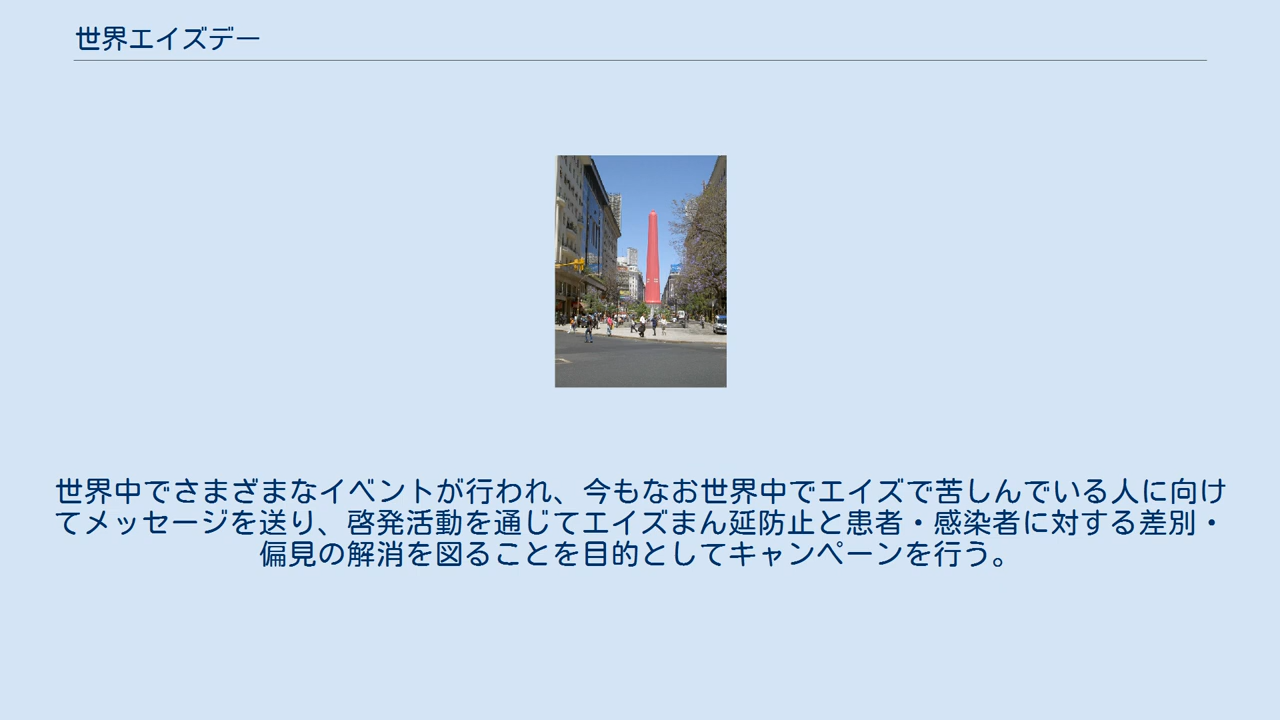 世界エイズデー
世界中でさまざまなイベントが行われ、今もなお世界中でエイズで苦しんでいる人に向け
てメッセージを送り、啓発活動を通じてエイズまん延防止と患者・感染者に対する差別・
偏見の解消を図ることを目的としてキャンペーンを行う。